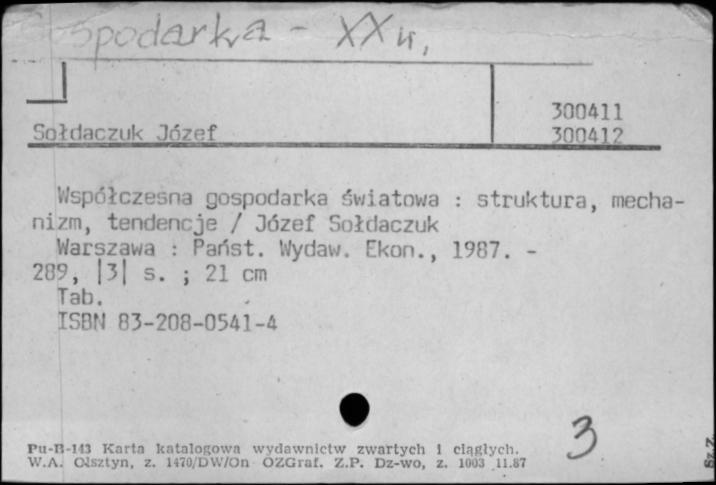 Gospodarka - XX w,
300411
Sołdaczuk Józef 300412
Współczesna gospodarka światowa : struktura, mecha-
nizm, tendencje / Józef Sołdaczuk
Warszawa : Państ. Wydaw. Ekon., 1987. -
289, |3| s. ; 21 cm
Tab.
ISBN 83-208-0541-4
3
Pu-B-143 Karta katalogowa wydawnictw zwartych i ciągłych.
W.A. Olsztyn, z. 1470/DW/On OZGraf. Z.P. Dz-wo, z. 1003 11.87
Sz.Z.